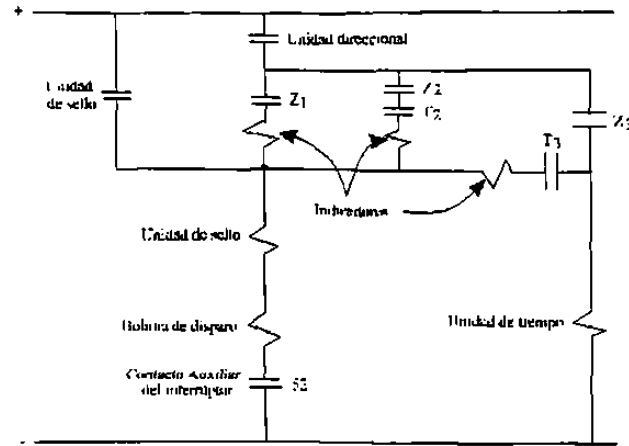 +
Unidad direccional
Unidad
de sello
Z1
Z2
T2
Z3
T3
Indicadores
Unidad de sello
Bobina de disparo
Unidad de tiempo
Contacto Auxiliar
del interruptor
52
-